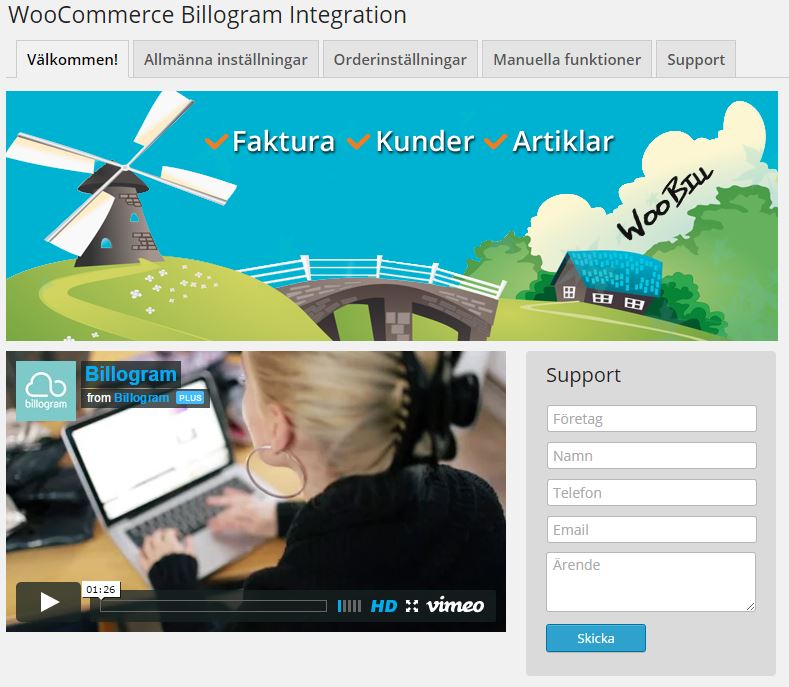 WooCommerce Billogram Integration
Välkommen! Allmänna inställningar Orderinställningar Manuella funktioner Support
Faktura Kunder Artiklar
WooBill
billogram
Billogram
from Billogram PLUS
01:26
HD vimeo
Support
Företag
Namn
Telefon
Email
Ärende
Skicka